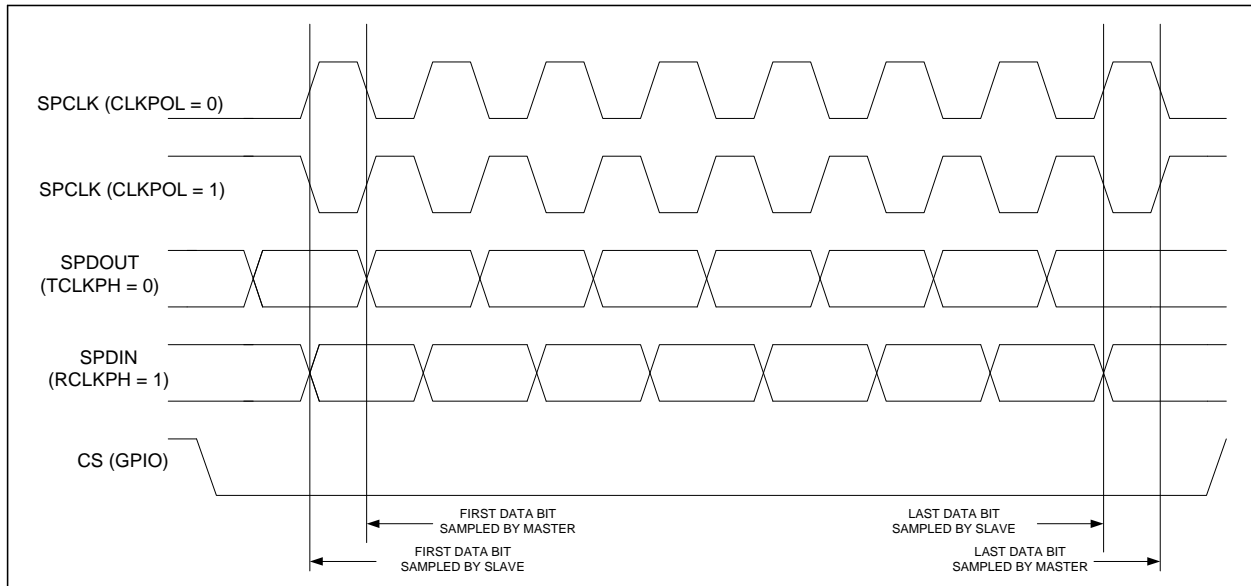 SPCLK (CLKPOL = 0)
SPCLK (CLKPOL = 1)
SPDOUT
(TCLKPH = 0)
SPDIN
(RCLKPH = 1)
CS (GPIO)
FIRST DATA BIT
SAMPLED BY MASTER
LAST DATA BIT
SAMPLED BY SLAVE
FIRST DATA BIT
SAMPLED BY SLAVE
LAST DATA BIT
SAMPLED BY MASTER